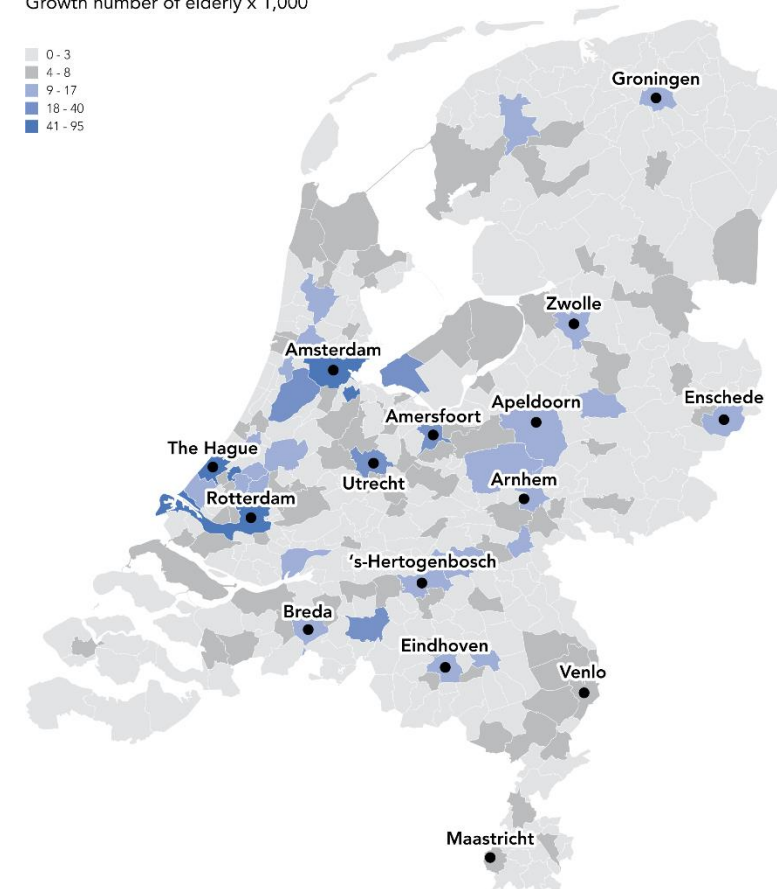 Growth number of elderly x 1,000
0 - 3
4 - 8
9 - 17
18 - 40
41 - 95
Groningen
Zwolle
Amsterdam
Enschede
Apeldoorn
Amersfoort
The Hague
Arnhem
Utrecht
Rotterdam
's-Hertogenbosch
Breda
Eindhoven
Venlo
Maastricht